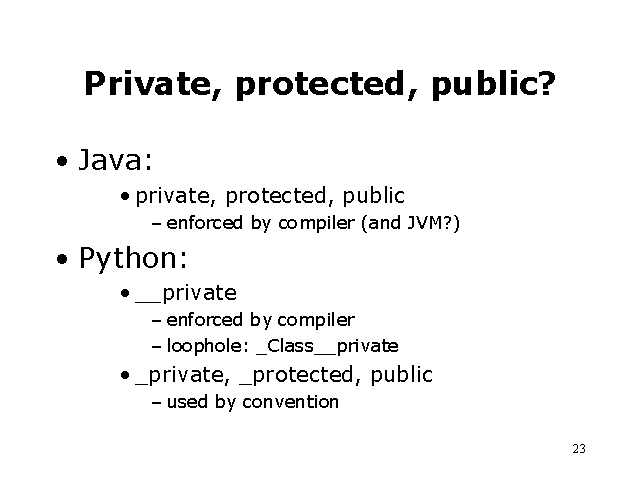 Private, protected, public?
• Java:
• private, protected, public
– enforced by compiler (and JVM?)
• Python:
• __private
– enforced by compiler
– loophole: _Class__private
• _private, _protected, public
– used by convention
23